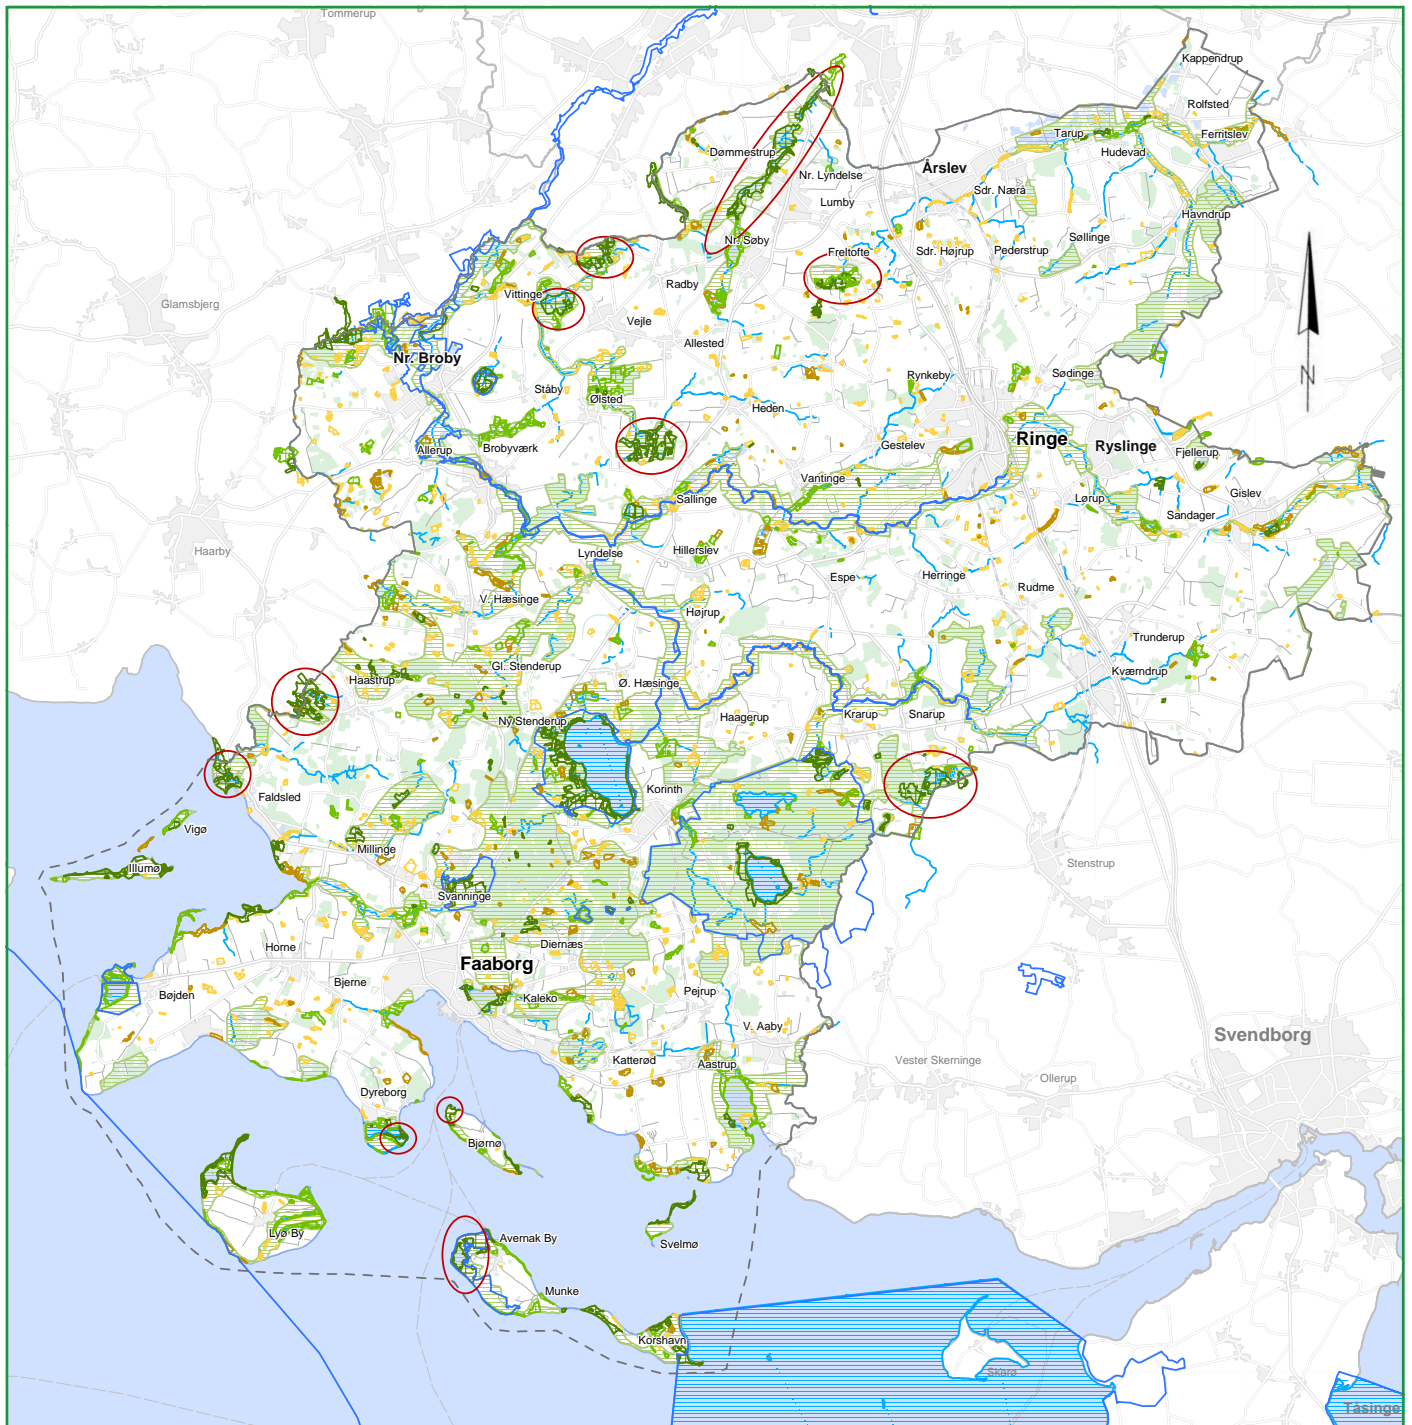 Tommerup
Kappendrup
Rolfsted
Ferritslev
Tarup
Hudevad
Dømmestrup
Årslev
Nr. Lyndelse
Sdr. Nærå
Lumby
Havndrup
Nr. Søby
Freltofte
Sdr. Højrup
Pederstrup
Søllinge
Radby
Vittinge
Glamsbjerg
Vejle
Allested
Nr. Broby
Rynkeby
Sødinge
Ståby
Ølsted
Heden
Ringe
Ryslinge
Gestelev
Allerup
Brobyværk
Fjellerup
Vantinge
Gislev
Sallinge
Lørup
Sandager
Haarby
Lyndelse
Hillerslev
Espe
Herringe
Rudme
V. Hæsinge
Højrup
Trunderup
Gl. Stenderup
Kværndrup
Haastrup
Ø. Hæsinge
Ny Stenderup
Haagerup
Krarup
Snarup
Korinth
Faldsled
Vigø
Millinge
Illumø
Stenstrup
Svanninge
Horne
Diernæs
Faaborg
Bjerne
Bøjden
Kaleko
Pejrup
V. Aaby
Svendborg
Katterød
Aastrup
Vester Skerninge
Ollerup
Dyreborg
Bjørnø
Lyø By
Avernak By
Svelmø
Munke
Korshavn
Skarø
Tåsinge
N